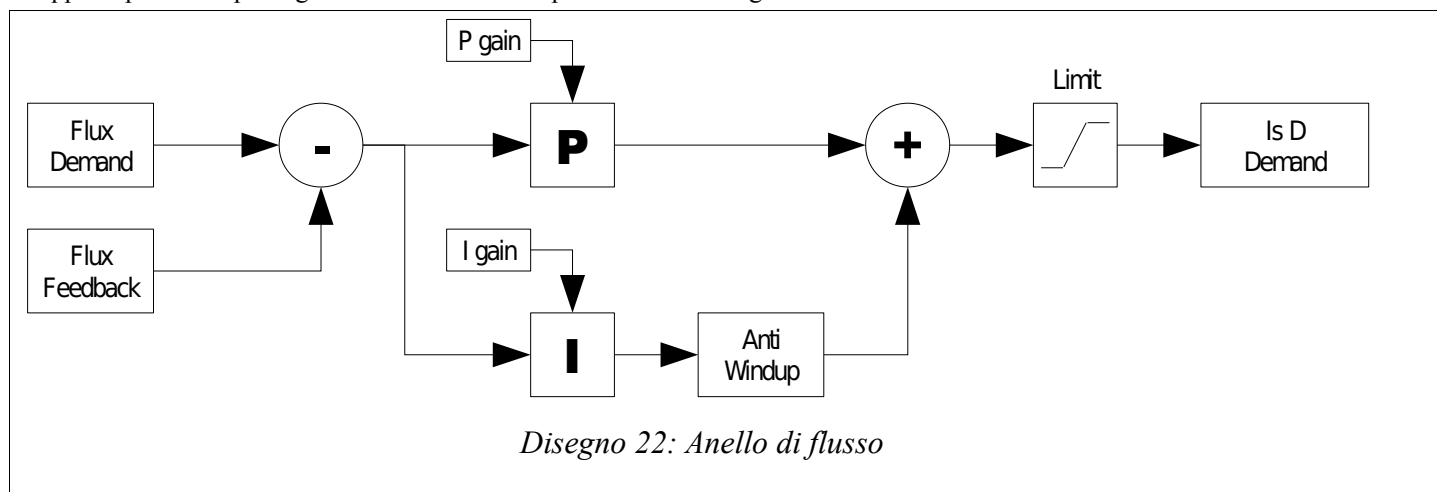 P gain
Limit
Flux
Demand
-
P
+
Is D
Demand
Flux
Feedback
I gain
I
Anti
Windup
Disegno 22: Anello di flusso